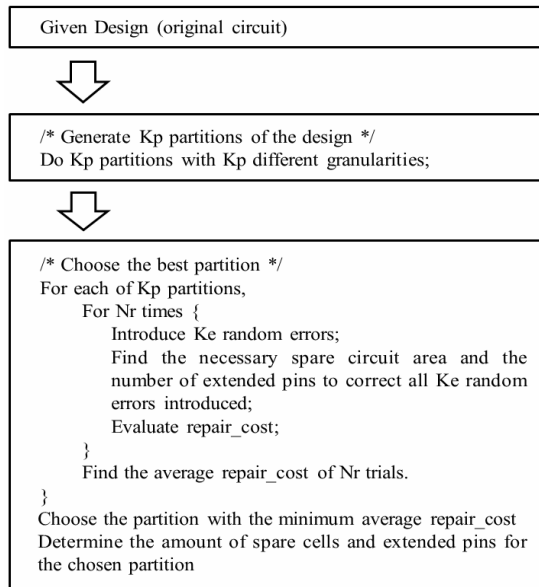 Given Design (original circuit)
/* Generate Kp partitions of the design */
Do Kp partitions with Kp different granularities;
/* Choose the best partition */
For each of Kp partitions,
For Nr times {
Introduce Ke random errors;
Find the necessary spare circuit area and the
number of extended pins to correct all Ke random
errors introduced;
Evaluate repair_cost;
}
Find the average repair_cost of Nr trials.
}
Choose the partition with the minimum average repair_cost
Determine the amount of spare cells and extended pins for
the chosen partition